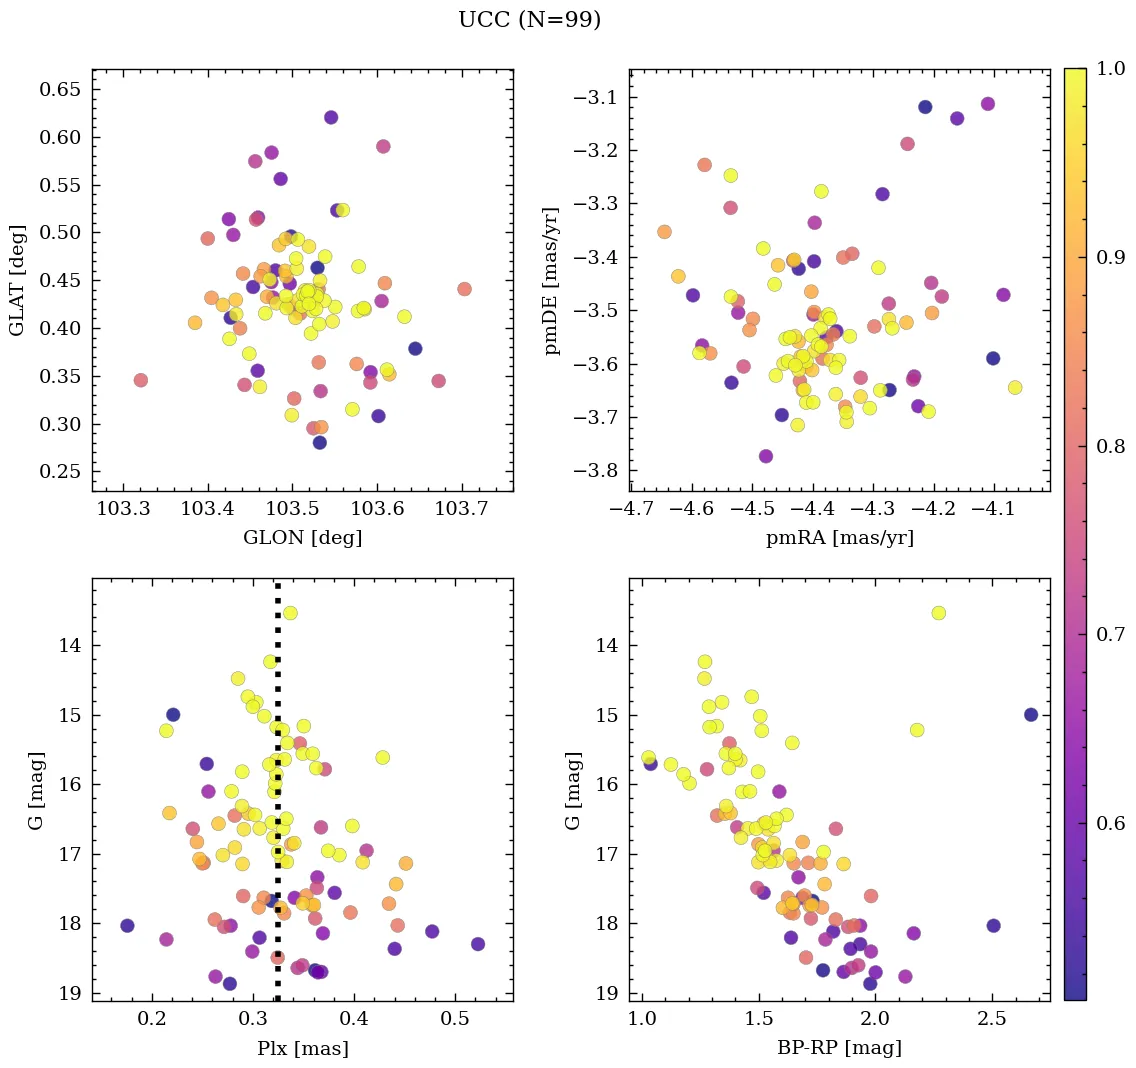 UCC (N=99)
0.65
0.60
0.55
0.50
0.45
0.40
0.35
0.30
0.25
GLAT [deg]
103.3 103.4 103.5 103.6 103.7
GLON [deg]
−3.1
−3.2
−3.3
−3.4
−3.5
−3.6
−3.7
−3.8
pmDE [mas/yr]
−4.7 −4.6 −4.5 −4.4 −4.3 −4.2 −4.1
pmRA [mas/yr]
14
15
16
17
18
19
G [mag]
0.2 0.3 0.4 0.5
Plx [mas]
14
15
16
17
18
19
G [mag]
1.0 1.5 2.0 2.5
BP-RP [mag]
1.0
0.9
0.8
0.7
0.6